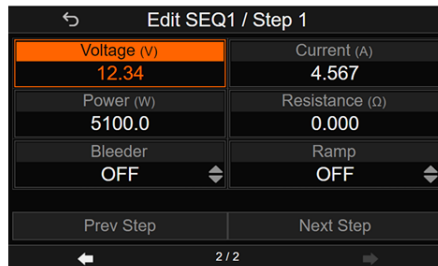 Edit SEQ1 / Step 1
Voltage (V) Current (A)
12.34 4.567
Power (W) Resistance (Ω)
5100.0 0.000
Bleeder Ramp
OFF OFF
Prev Step Next Step
2/2